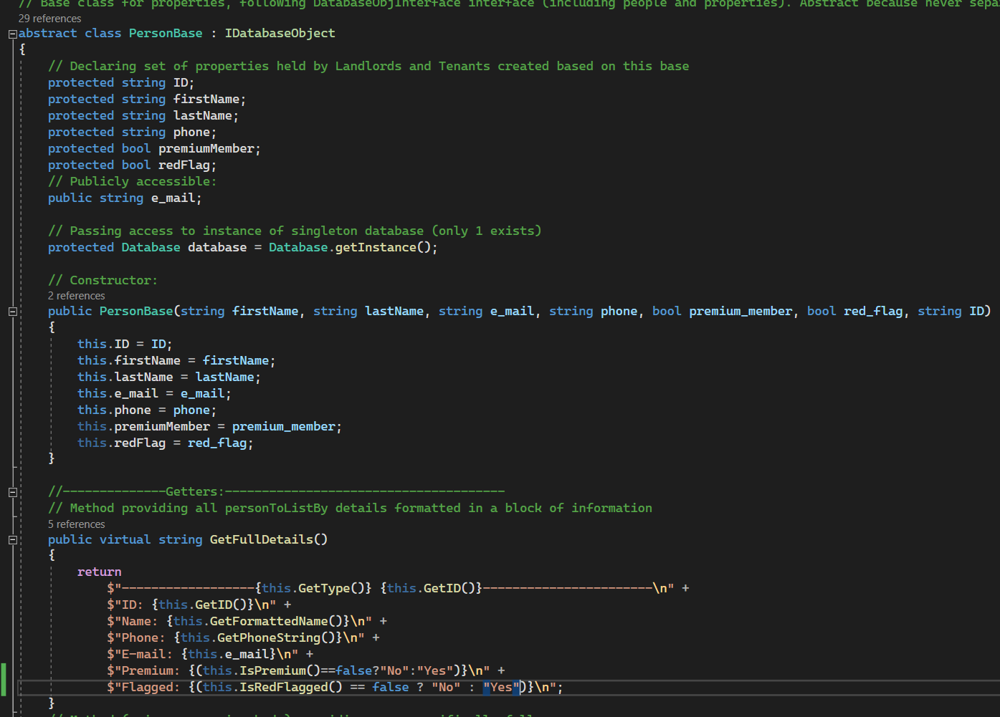 // Base class for properties, following DatabaseObjInterface interface (including people and properties). Abstract because never
29 references
abstract class PersonBase : IDatabaseObject
{
// Declaring set of properties held by Landlords and Tenants created based on this base
protected string ID;
protected string firstName;
protected string lastName;
protected string phone;
protected bool premiumMember;
protected bool redFlag;
// Publicly accessible:
public string e_mail;
// Passing access to instance of singleton database (only 1 exists)
protected Database database = Database.getInstance();
// Constructor:
2 references
public PersonBase(string firstName, string lastName, string e_mail, string phone, bool premium_member, bool red_flag, string ID)
{
this.ID = ID;
this.firstName = firstName;
this.lastName = lastName;
this.e_mail = e_mail;
this.phone = phone;
this.premiumMember = premium_member;
this.redFlag = red_flag;
}
//--------------Getters:--------------------------------------
// Method providing all personToListBy details formatted in a block of information
5 references
public virtual string GetFullDetails()
{
return
$"------------------{this.GetType()} {this.GetID()}-----------------------\n" +
$"ID: {this.GetID()}\n" +
$"Name: {this.GetFormattedName()}\n" +
$"Phone: {this.GetPhoneString()}\n" +
$"E-mail: {this.e_mail}\n" +
$"Premium: {(this.IsPremium()==false?"No":"Yes")}\n" +
$"Flagged: {(this.IsRedFlagged() == false ? "No" : "Yes")}\n";
}